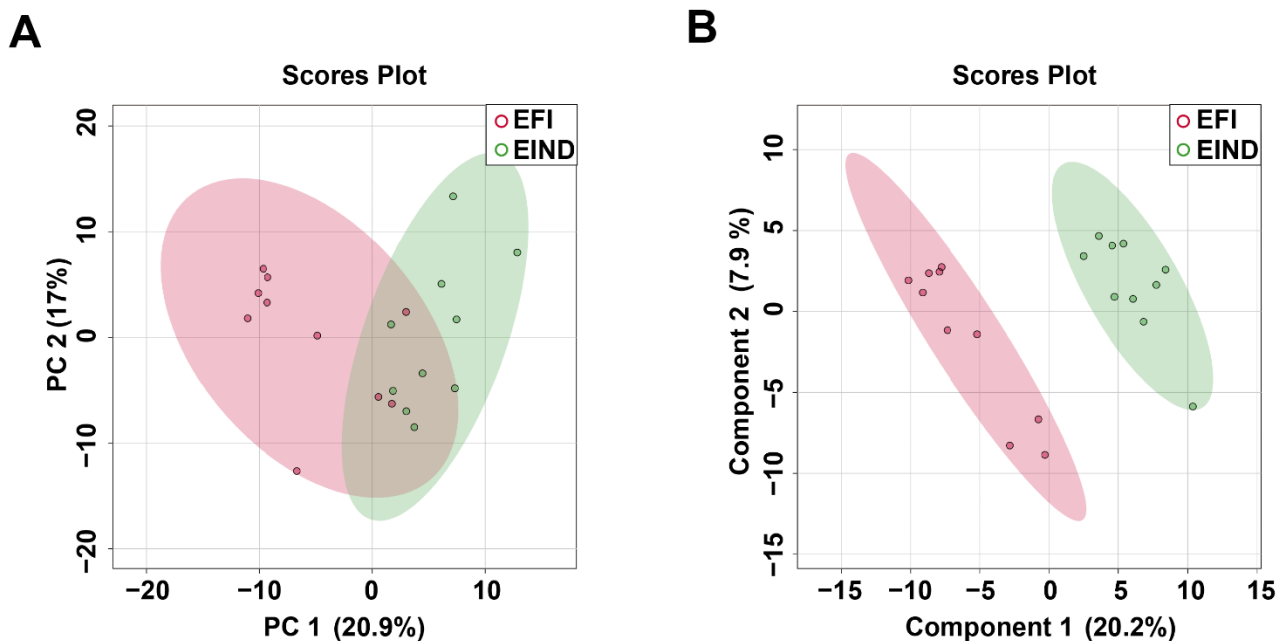 A
Scores Plot
EFI
EIND
20
10
0
−10
−20
PC 2 (17%)
−20
−10
0
10
PC 1 (20.9%)
B
Scores Plot
EFI
EIND
10
5
0
−5
−10
−15
Component 2 (7.9 %)
−15
−10
−5
0
5
10
15
Component 1 (20.2%)